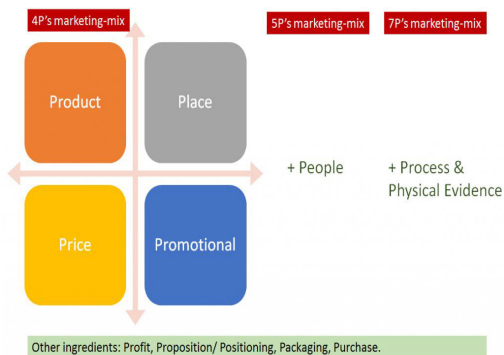 4P's marketing-mix
5P's marketing-mix
7P's marketing-mix
Product
Place
+ People
+ Process &
Physical Evidence
Price
Promotional
Other ingredients: Profit, Proposition/ Positioning, Packaging, Purchase.